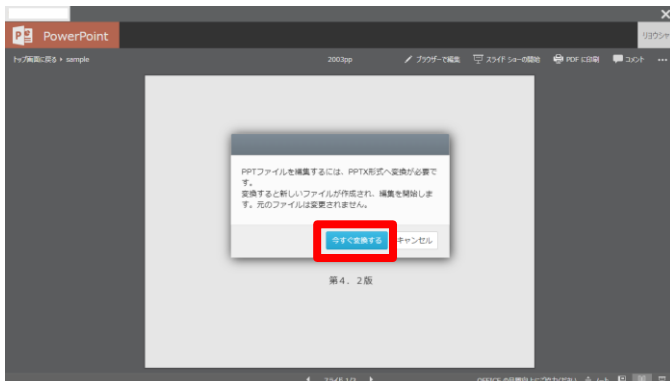 PowerPoint
トップ画面に戻る ▸ sample
2003pp
ブラウザーで編集
スライド ショーの開始
PDF に印刷
コメント
PPTファイルを編集するには、PPTX形式へ変換が必要で
す。
変換すると新しいファイルが作成され、編集を開始しま
す。元のファイルは変更されません。
今すぐ変換する
キャンセル
第4．2版
スライド 1/3